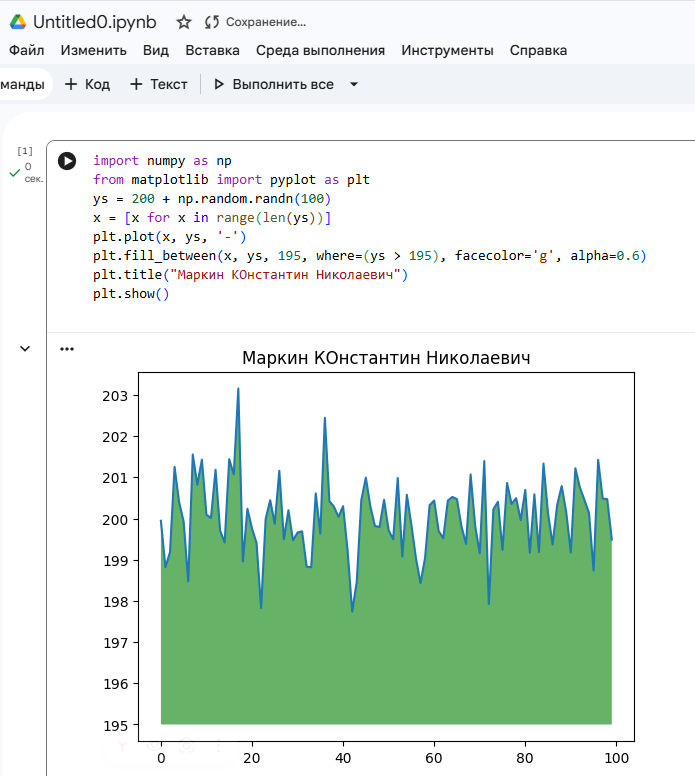 Untitled0.ipynb Сохранение...
Файл Изменить Вид Вставка Среда выполнения Инструменты Справка
манды + Код + Текст Выполнить все
[1]
0
сек.
import numpy as np
from matplotlib import pyplot as plt
ys = 200 + np.random.randn(100)
x = [x for x in range(len(ys))]
plt.plot(x, ys, '-')
plt.fill_between(x, ys, 195, where=(ys > 195), facecolor='g', alpha=0.6)
plt.title("Маркин КОнстантин Николаевич")
plt.show()
Маркин КОнстантин Николаевич
203
202
201
200
199
198
197
196
195
0 20 40 60 80 100